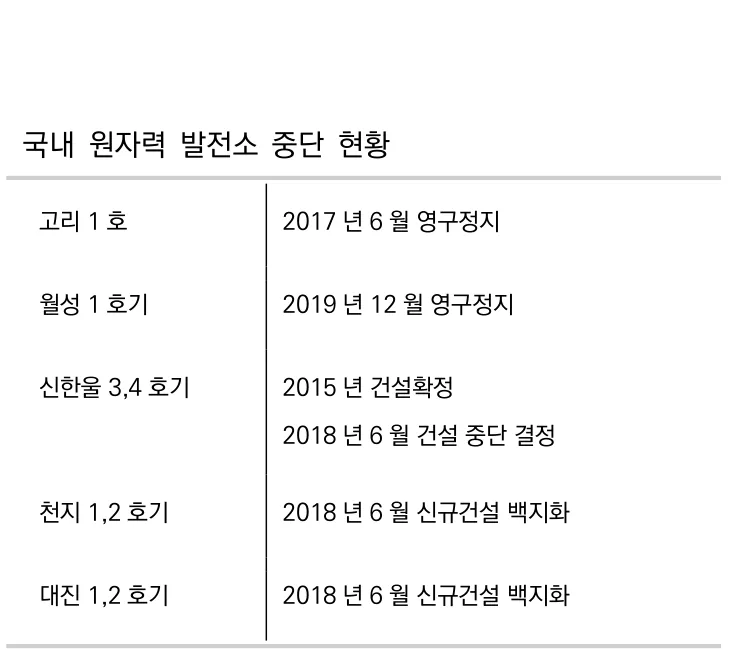 국내 원자력 발전소 중단 현황
고리 1 호 2017 년 6 월 영구정지
월성 1 호기 2019 년 12 월 영구정지
신한울 3,4 호기 2015 년 건설확정
2018 년 6 월 건설 중단 결정
천지 1,2 호기 2018 년 6 월 신규건설 백지화
대진 1,2 호기 2018 년 6 월 신규건설 백지화